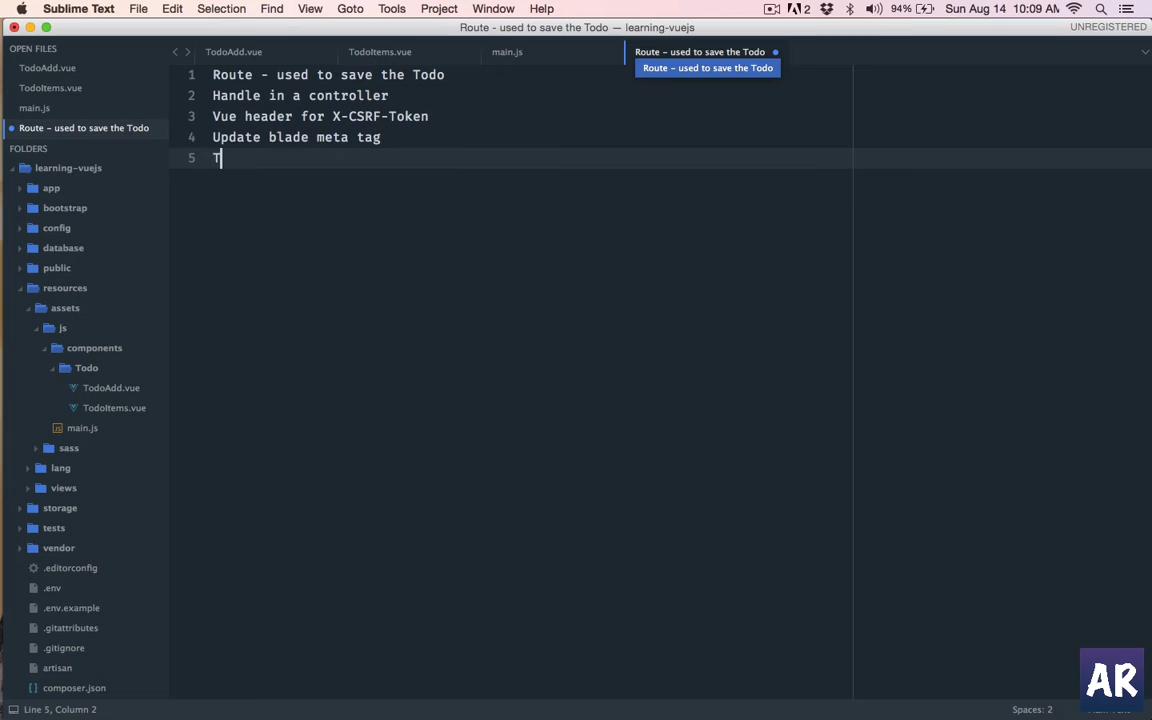 Sublime Text File Edit Selection Find View Goto Tools Project Window Help 2 94% Sun Aug 14 10:09 AM
Route - used to save the Todo — learning-vuejs UNREGISTERED
OPEN FILES
TodoAdd.vue
TodoItems.vue
main.js
Route - used to save the Todo
FOLDERS
learning-vuejs
app
bootstrap
config
database
public
resources
assets
js
components
Todo
TodoAdd.vue
TodoItems.vue
main.js
sass
lang
views
storage
tests
vendor
.editorconfig
.env
.env.example
.gitattributes
.gitignore
artisan
composer.json
TodoAdd.vue TodoItems.vue main.js Route - used to save the Todo
Route - used to save the Todo
1 Route - used to save the Todo
2 Handle in a controller
3 Vue header for X-CSRF-Token
4 Update blade meta tag
5 T
AR
Line 5, Column 2 Spaces: 2